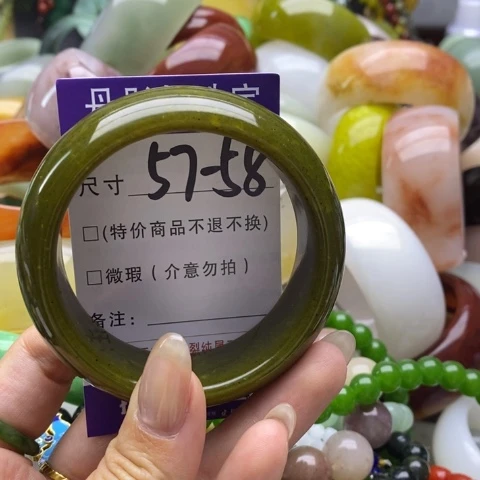 尺寸 57-58
□(特价商品不退不换)
□微瑕(介意勿拍)
备注: